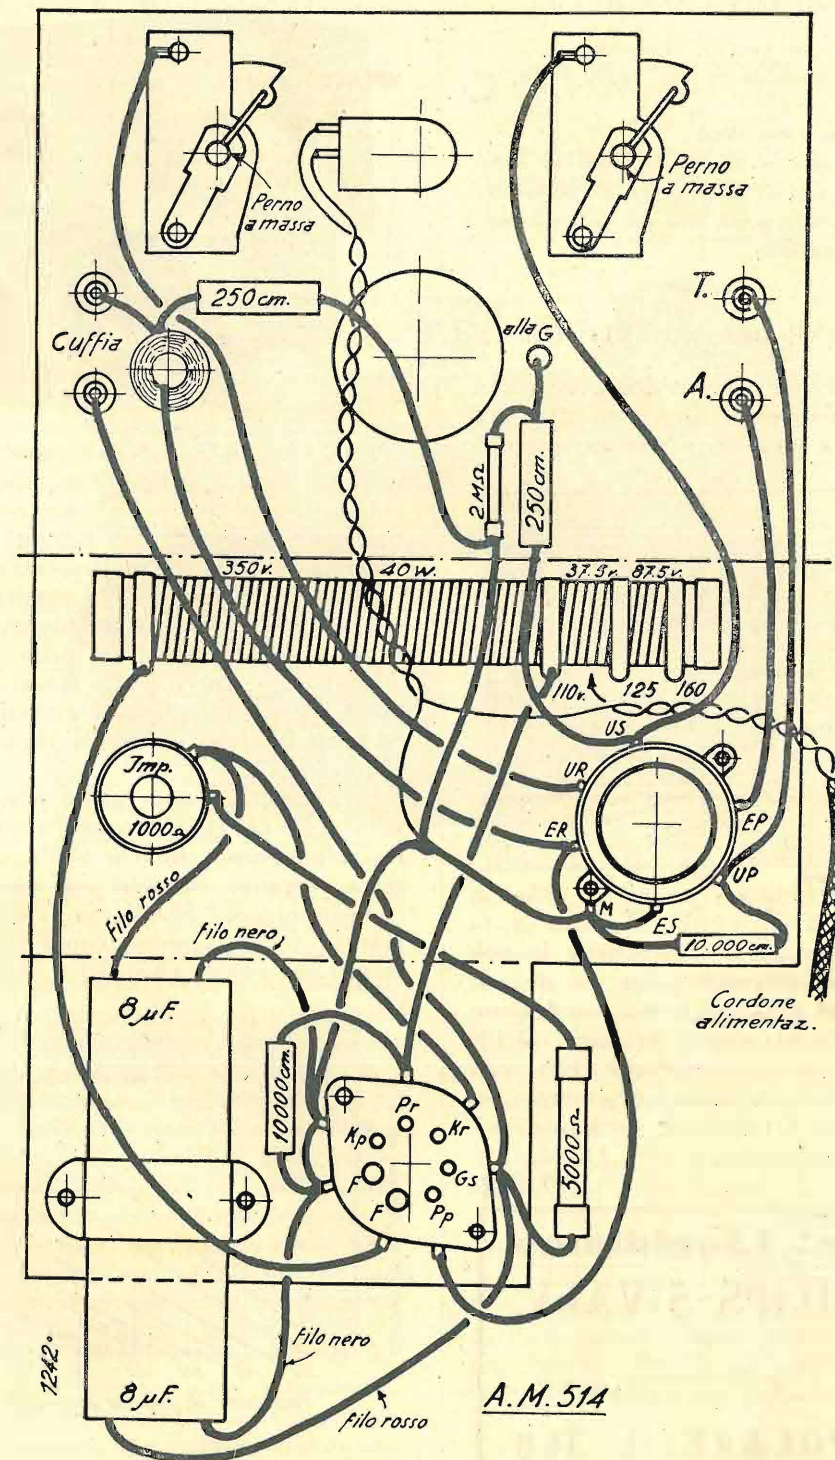 Perno
a massa
Perno
a massa
250 cm.
T.
Cuffia
alla G
A.
2 MΩ
250 cm.
350 v.
40 W.
37.5 v.
87.5 v.
110 v.
125
160
US
Jmp.
1000 Ω
UR
ER
EP
UP
M
ES
10.000 cm.
filo rosso
filo nero
8 µF.
Cordone
alimentaz.
10000 cm.
Pr
Kp
Kr
F
Gs
F
Pp
5000 Ω
filo nero
1242°
8 µF.
filo rosso
A.M. 514